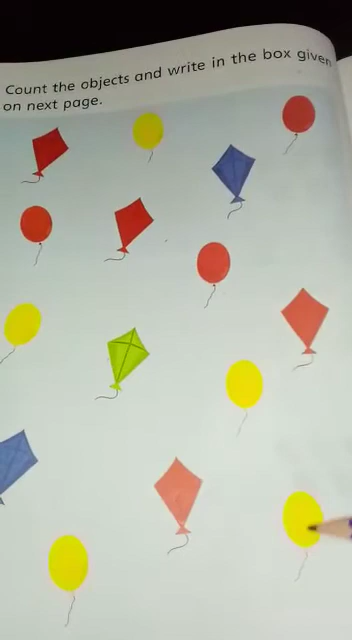 Count the objects and write in the box given
on next page.